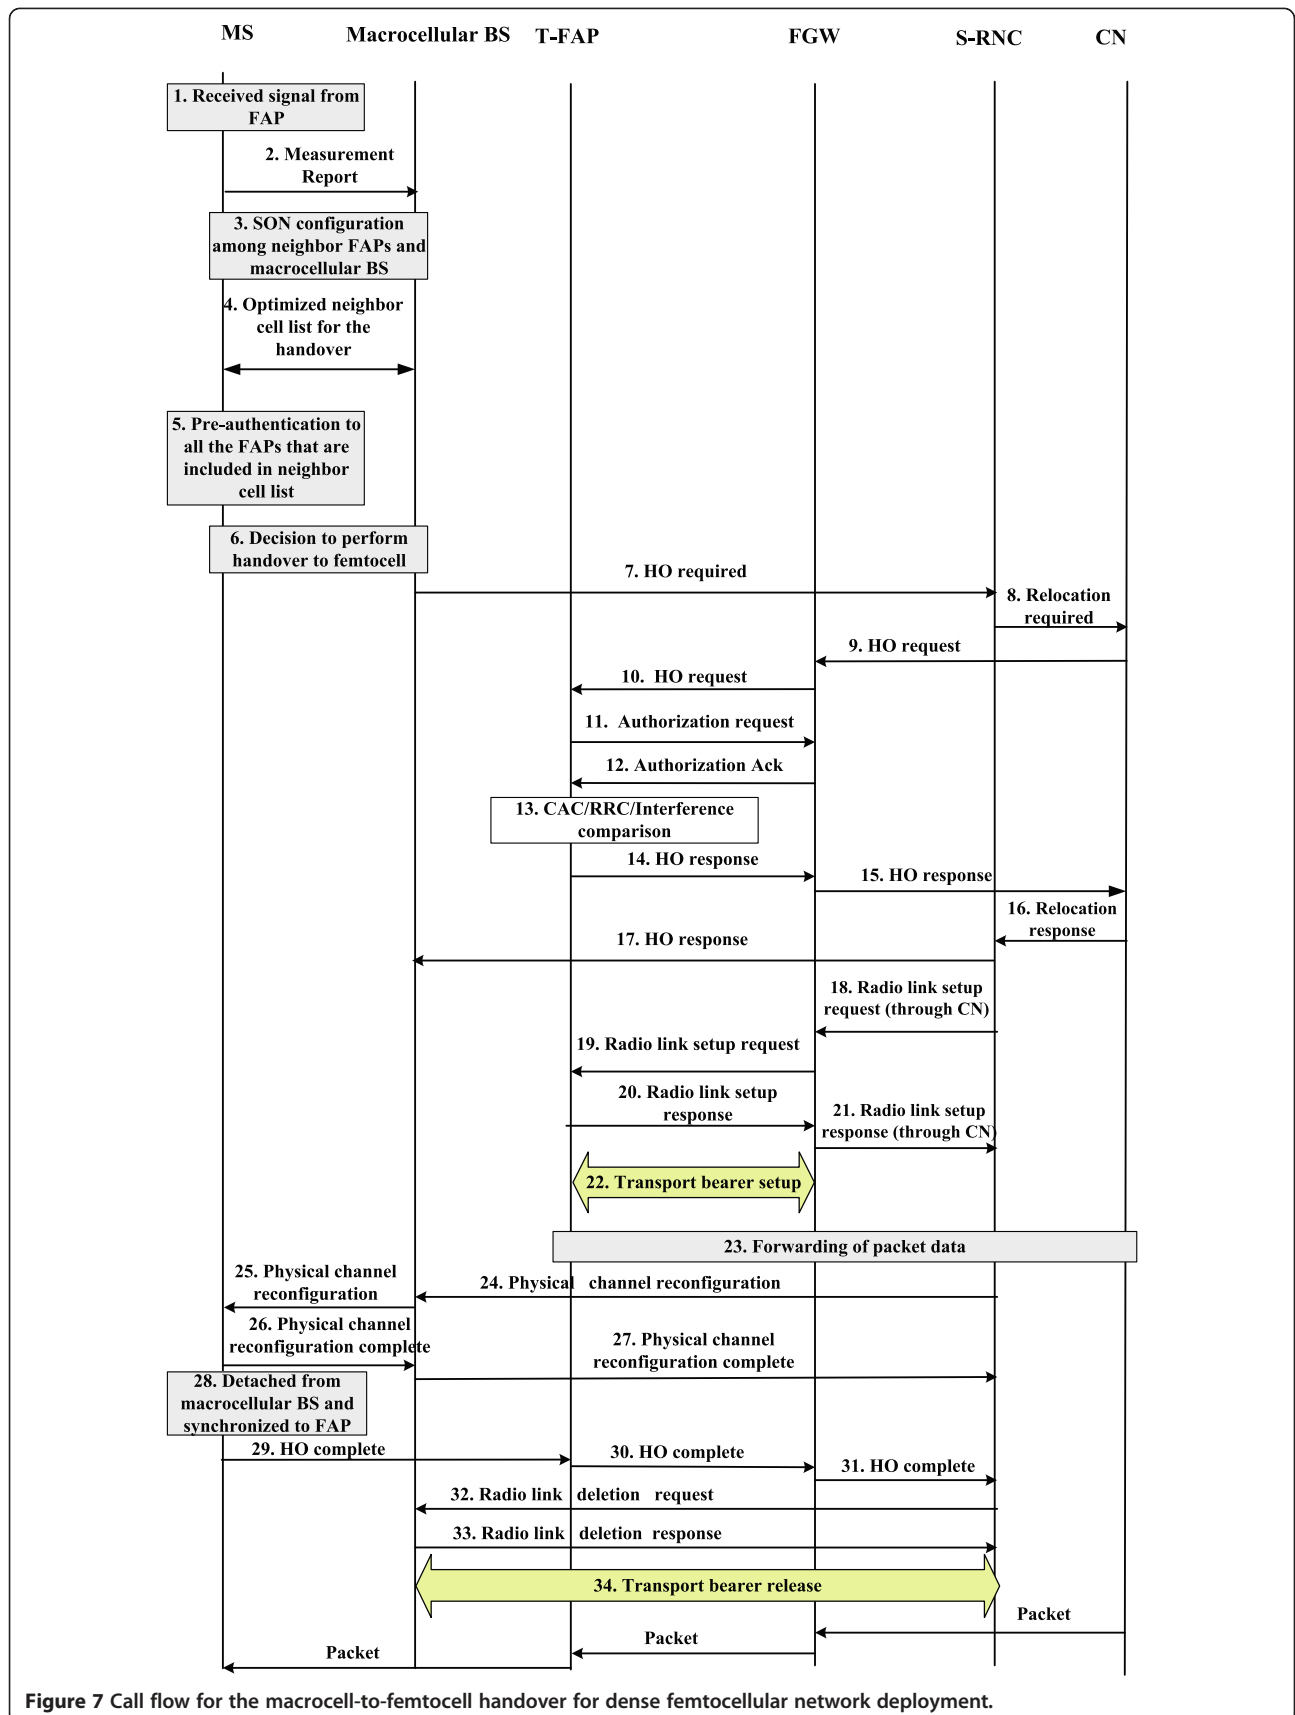 MS
Macrocellular BS
T-FAP
FGW
S-RNC
CN
1. Received signal from
FAP
2. Measurement
Report
3. SON configuration
among neighbor FAPs and
macrocellular BS
4. Optimized neighbor
cell list for the
handover
5. Pre-authentication to
all the FAPs that are
included in neighbor
cell list
6. Decision to perform
handover to femtocell
7. HO required
8. Relocation
required
9. HO request
10. HO request
11. Authorization request
12. Authorization Ack
13. CAC/RRC/Interference
comparison
14. HO response
15. HO response
16. Relocation
response
17. HO response
18. Radio link setup
request (through CN)
19. Radio link setup request
20. Radio link setup
response
21. Radio link setup
response (through CN)
22. Transport bearer setup
23. Forwarding of packet data
24. Physical channel reconfiguration
25. Physical channel
reconfiguration
26. Physical channel
reconfiguration complete
27. Physical channel
reconfiguration complete
28. Detached from
macrocellular BS and
synchronized to FAP
29. HO complete
30. HO complete
31. HO complete
32. Radio link deletion request
33. Radio link deletion response
34. Transport bearer release
Packet
Packet
Packet
Figure 7 Call flow for the macrocell-to-femtocell handover for dense femtocellular network deployment.